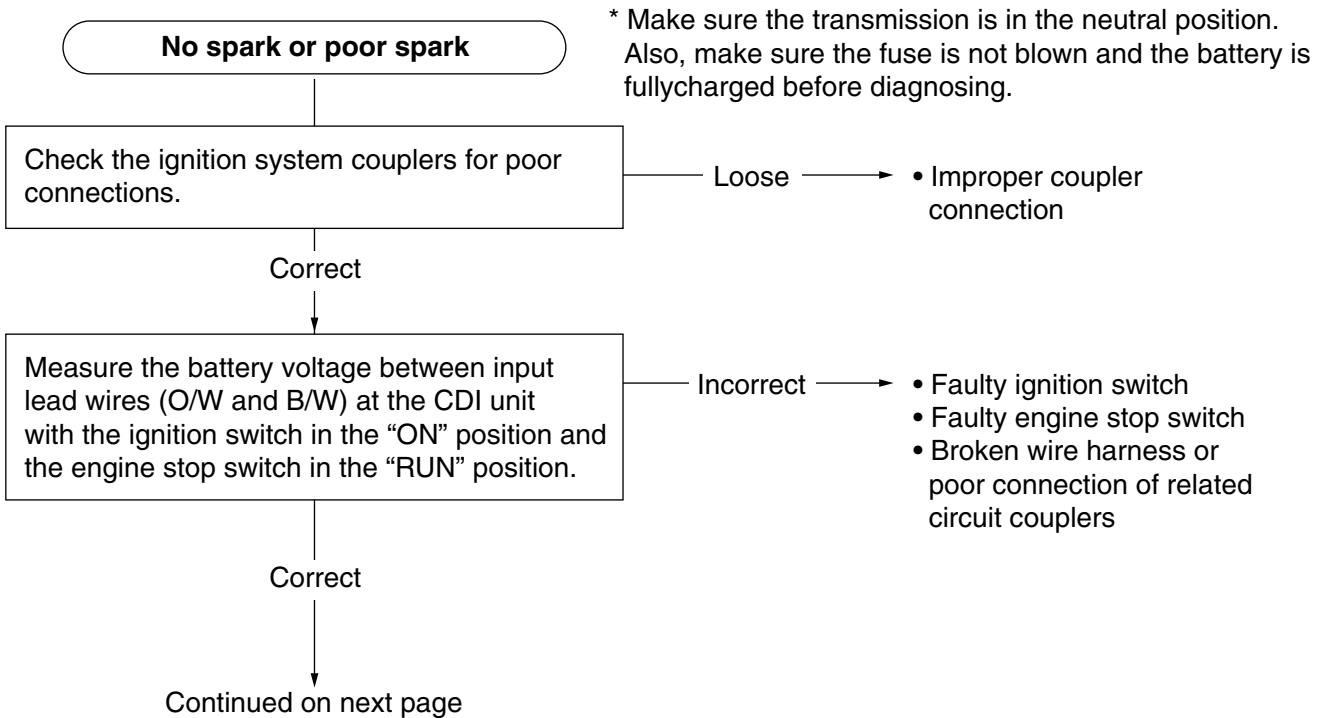 No spark or poor spark
* Make sure the transmission is in the neutral position.
Also, make sure the fuse is not blown and the battery is
fullycharged before diagnosing.
Check the ignition system couplers for poor
connections.
Loose
• Improper coupler
connection
Correct
Measure the battery voltage between input
lead wires (O/W and B/W) at the CDI unit
with the ignition switch in the “ON” position and
the engine stop switch in the “RUN” position.
Incorrect
• Faulty ignition switch
• Faulty engine stop switch
• Broken wire harness or
poor connection of related
circuit couplers
Correct
Continued on next page